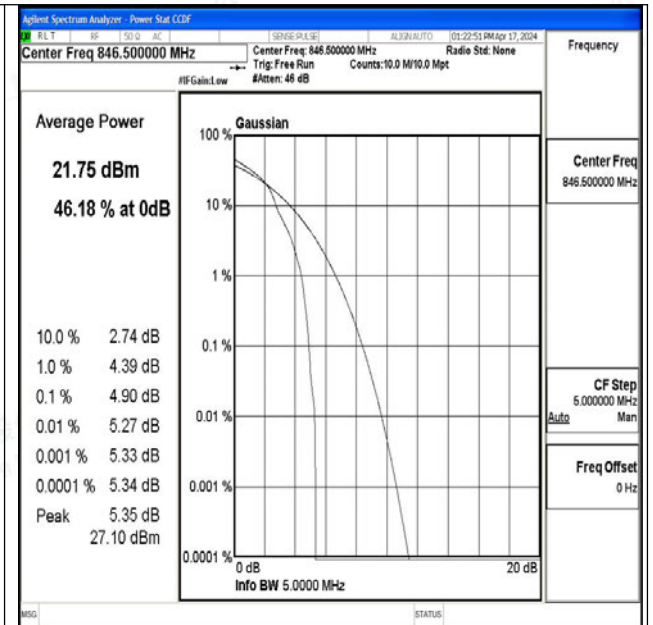 Agilent Spectrum Analyzer - Power Stat CCDF
RL T RF 50 Ω AC SENSE:PULSE ALIGN AUTO 01:22:51 PM Apr 17, 2024
Center Freq 846.500000 MHz
Center Freq: 846.500000 MHz Radio Std: None
Trig: Free Run Counts:10.0 M/10.0 Mpt
#IFGain:Low #Atten: 46 dB
Frequency
Average Power
21.75 dBm
46.18 % at 0dB
10.0 % 2.74 dB
1.0 % 4.39 dB
0.1 % 4.90 dB
0.01 % 5.27 dB
0.001 % 5.33 dB
0.0001 % 5.34 dB
Peak 5.35 dB
27.10 dBm
Gaussian
100 %
10 %
1 %
0.1 %
0.01 %
0.001 %
0.0001 %
0 dB 20 dB
Info BW 5.0000 MHz
Center Freq
846.500000 MHz
CF Step
5.000000 MHz
Auto Man
Freq Offset
0 Hz
MSG STATUS